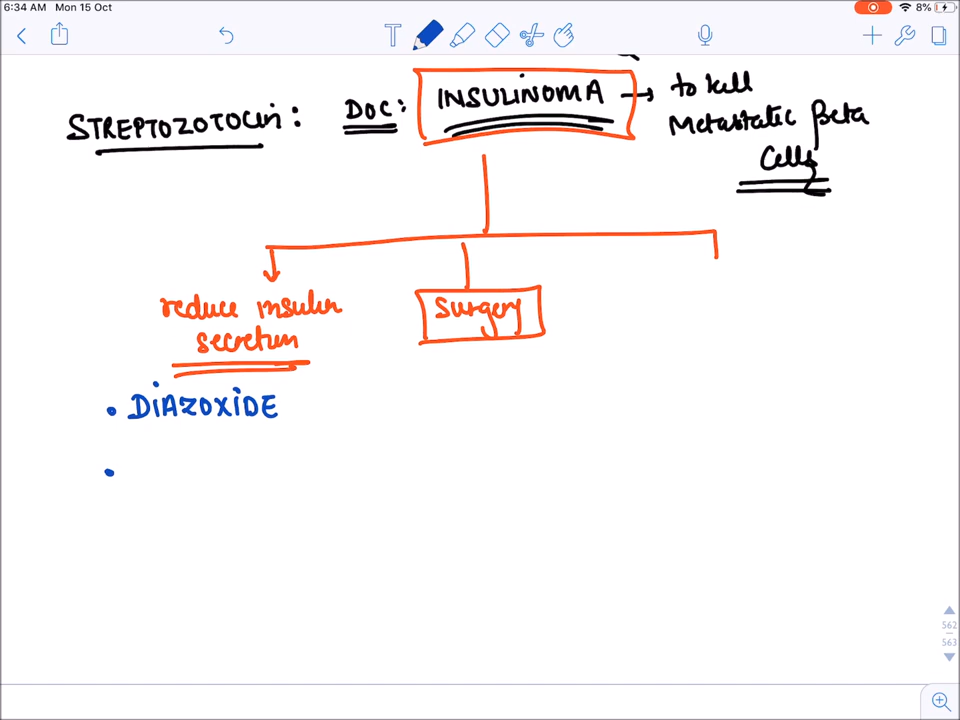 6:34 AM Mon 15 Oct
8%
T
STREPTOZOTOCIN : DOC : INSULINOMA → to kill
Metastatic Beta
Cells
reduce insulin
secretion
Surgery
• DIAZOXIDE
•
562
563